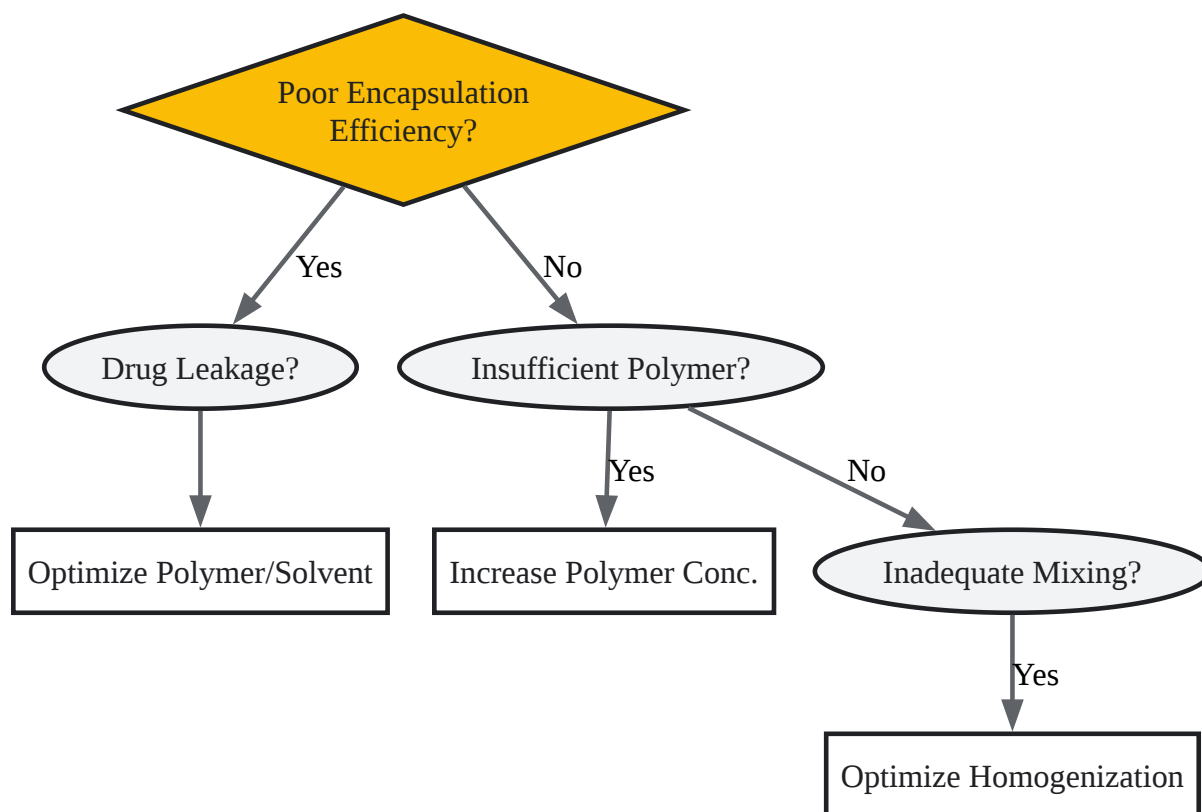 Poor Encapsulation
Efficiency?
Yes
No
Drug Leakage?
Insufficient Polymer?
Yes
No
Optimize Polymer/Solvent
Increase Polymer Conc.
Inadequate Mixing?
Yes
Optimize Homogenization